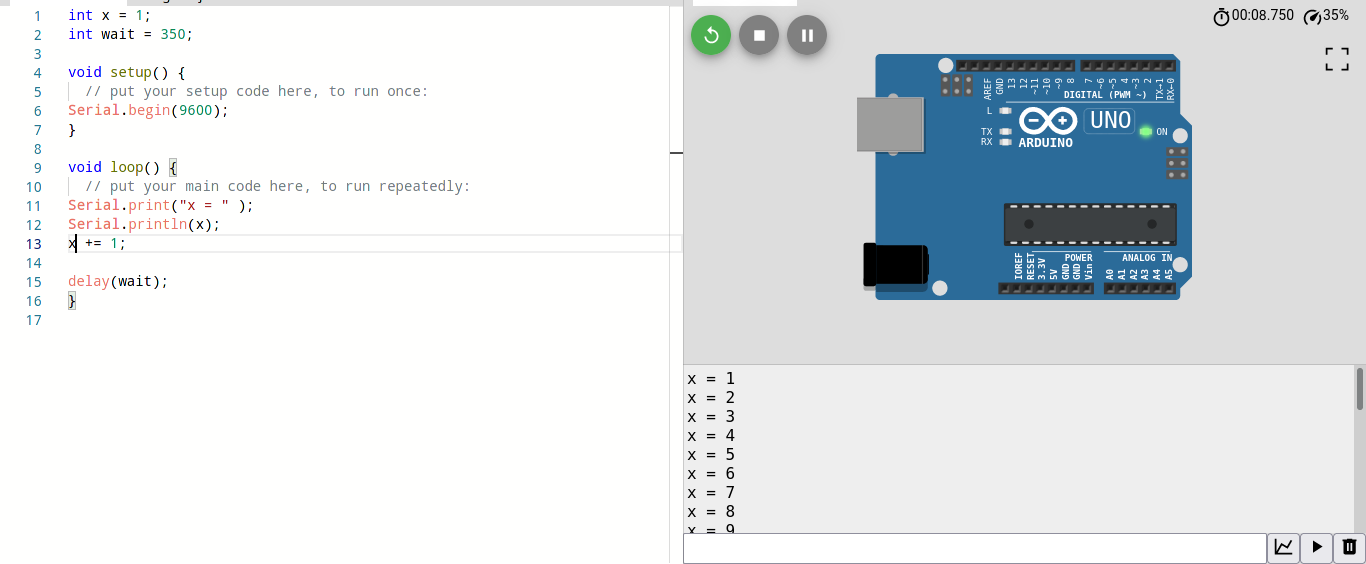 1 int x = 1;
2 int wait = 350;
3
4 void setup() {
5 // put your setup code here, to run once:
6 Serial.begin(9600);
7 }
8
9 void loop() {
10 // put your main code here, to run repeatedly:
11 Serial.print("x = " );
12 Serial.println(x);
13 x += 1;
14
15 delay(wait);
16 }
17
00:08.750 35%
AREF GND 13 12 ~11 ~10 ~9 8 7 ~6 ~5 4 ~3 2 TX→1 RX←0
DIGITAL (PWM ~)
L
TX
RX
UNO
ON
ARDUINO
IOREF RESET 3.3V 5V GND GND Vin
POWER
ANALOG IN
A0 A1 A2 A3 A4 A5
x = 1
x = 2
x = 3
x = 4
x = 5
x = 6
x = 7
x = 8
x = 9